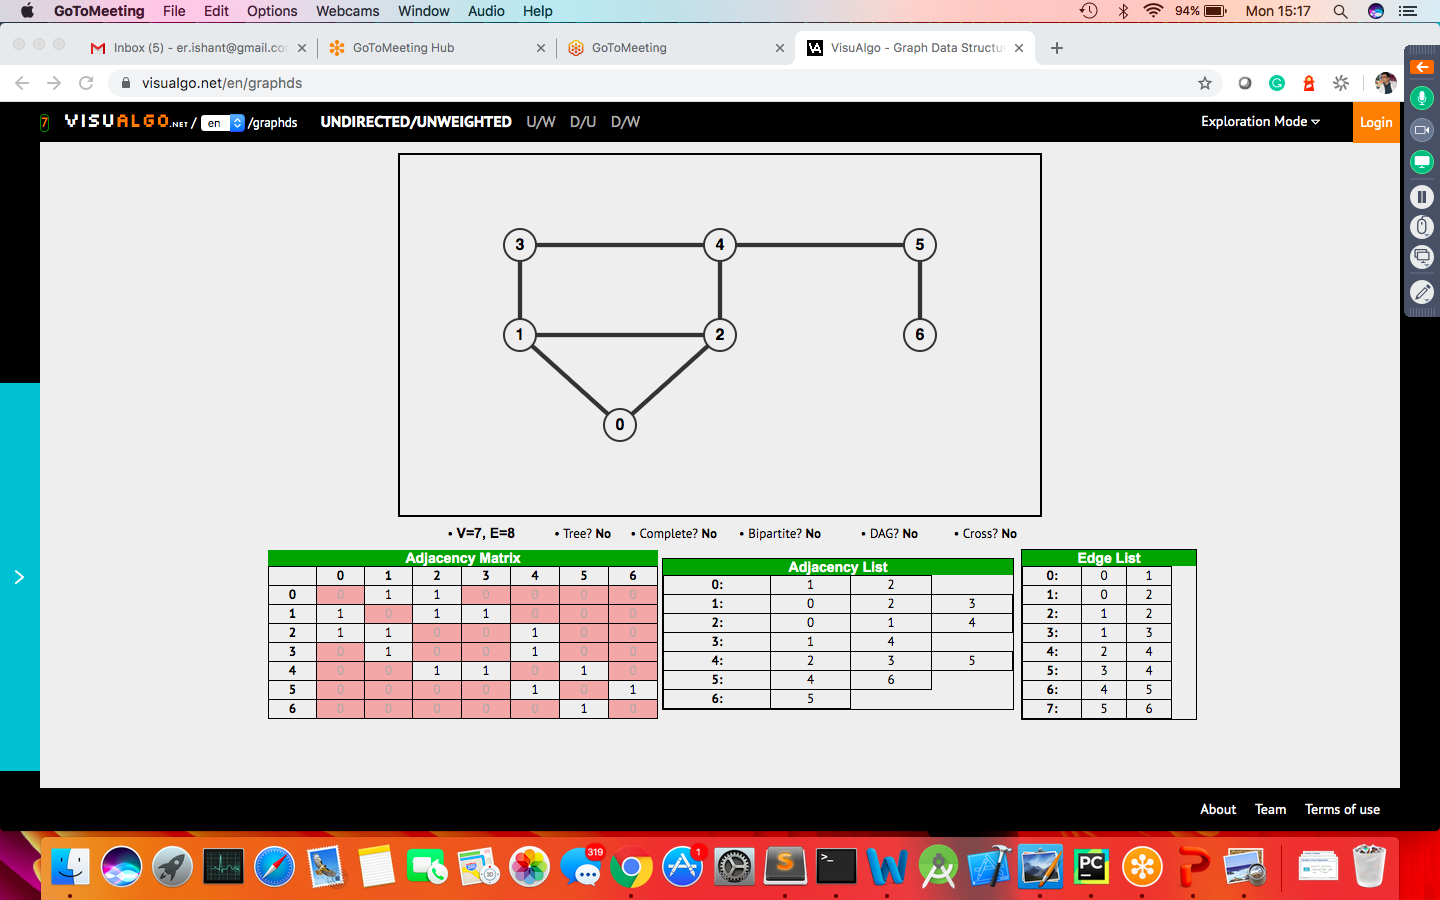 GoToMeeting File Edit Options Webcams Window Audio Help 94% Mon 15:17
Inbox (5) - er.ishant@gmail.co GoToMeeting Hub GoToMeeting VisuAlgo - Graph Data Structu
visualgo.net/en/graphds
7 VISUALGO.NET / en /graphds UNDIRECTED/UNWEIGHTED U/W D/U D/W Exploration Mode Login
3 4 5
1 2 6
0
• V=7, E=8 • Tree? No • Complete? No • Bipartite? No • DAG? No • Cross? No
Adjacency Matrix
0 1 2 3 4 5 6
0 0 1 1 0 0 0 0
1 1 0 1 1 0 0 0
2 1 1 0 0 1 0 0
3 0 1 0 0 1 0 0
4 0 0 1 1 0 1 0
5 0 0 0 0 1 0 1
6 0 0 0 0 0 1 0
Adjacency List
0: 1 2
1: 0 2 3
2: 0 1 4
3: 1 4
4: 2 3 5
5: 4 6
6: 5
Edge List
0: 0 1
1: 0 2
2: 1 2
3: 1 3
4: 2 4
5: 3 4
6: 4 5
7: 5 6
About Team Terms of use
319 1
PC